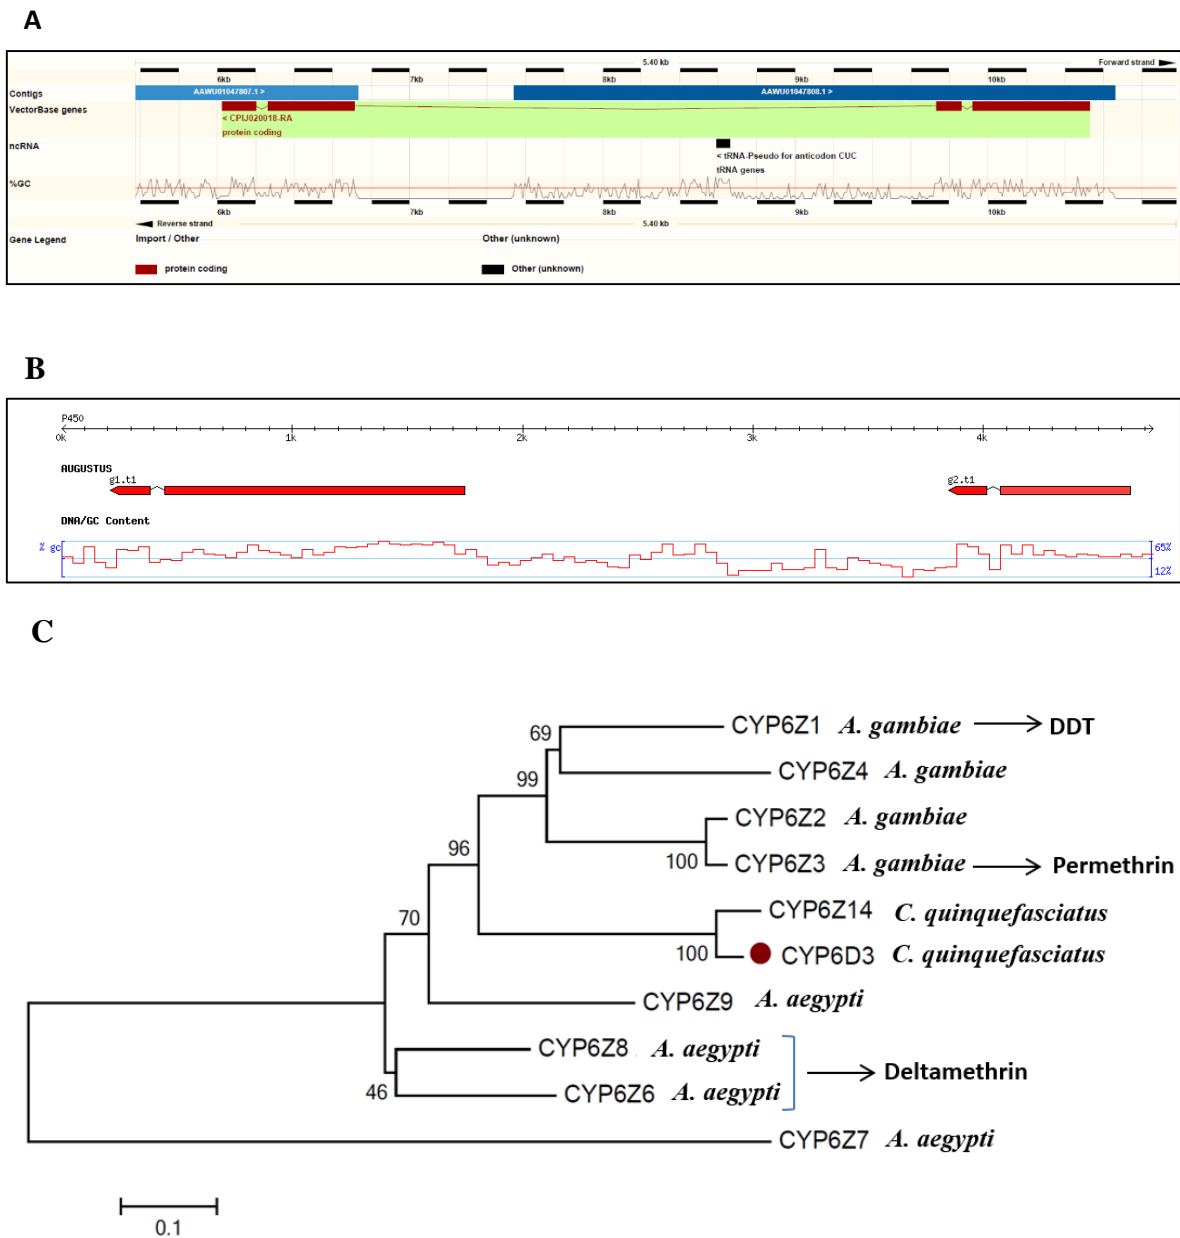 A
5.40 kb
Forward strand
6kb 7kb 8kb 9kb 10kb
Contigs AAWU01047807.1 > AAWU01047808.1 >
VectorBase genes
< CPIJ020018-RA
protein coding
ncRNA
< tRNA-Pseudo for anticodon CUC
tRNA genes
%GC
6kb 7kb 8kb 9kb 10kb
Reverse strand 5.40 kb
Gene Legend Import / Other Other (unknown)
protein coding Other (unknown)
B
P450
0k 1k 2k 3k 4k
AUGUSTUS
g1.t1 g2.t1
DNA/GC Content
% gc 65%
12%
C
CYP6Z1 A. gambiae DDT
69
CYP6Z4 A. gambiae
99
CYP6Z2 A. gambiae
96
100 CYP6Z3 A. gambiae Permethrin
CYP6Z14 C. quinquefasciatus
70
100 CYP6D3 C. quinquefasciatus
CYP6Z9 A. aegypti
CYP6Z8 A. aegypti
Deltamethrin
46 CYP6Z6 A. aegypti
CYP6Z7 A. aegypti
0.1